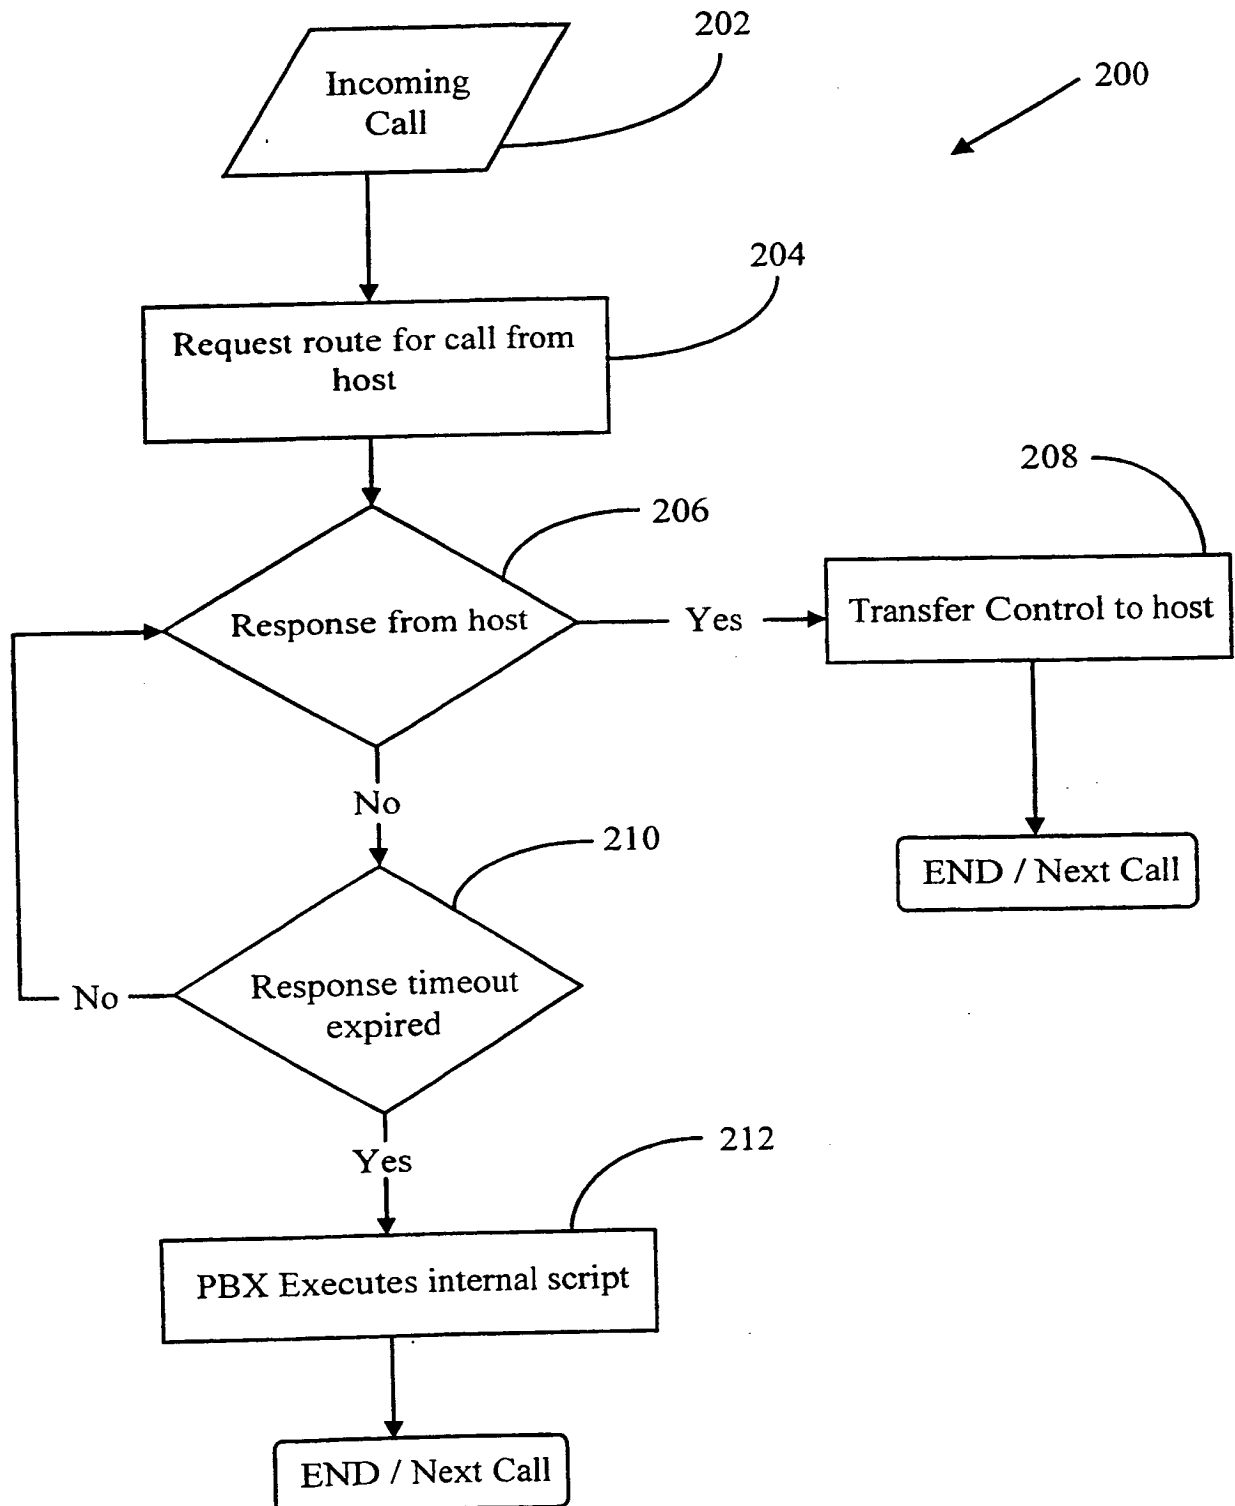 202
200
Incoming
Call
204
Request route for call from
host
208
206
Response from host
Yes
Transfer Control to host
No
210
END / Next Call
No
Response timeout
expired
212
Yes
PBX Executes internal script
END / Next Call